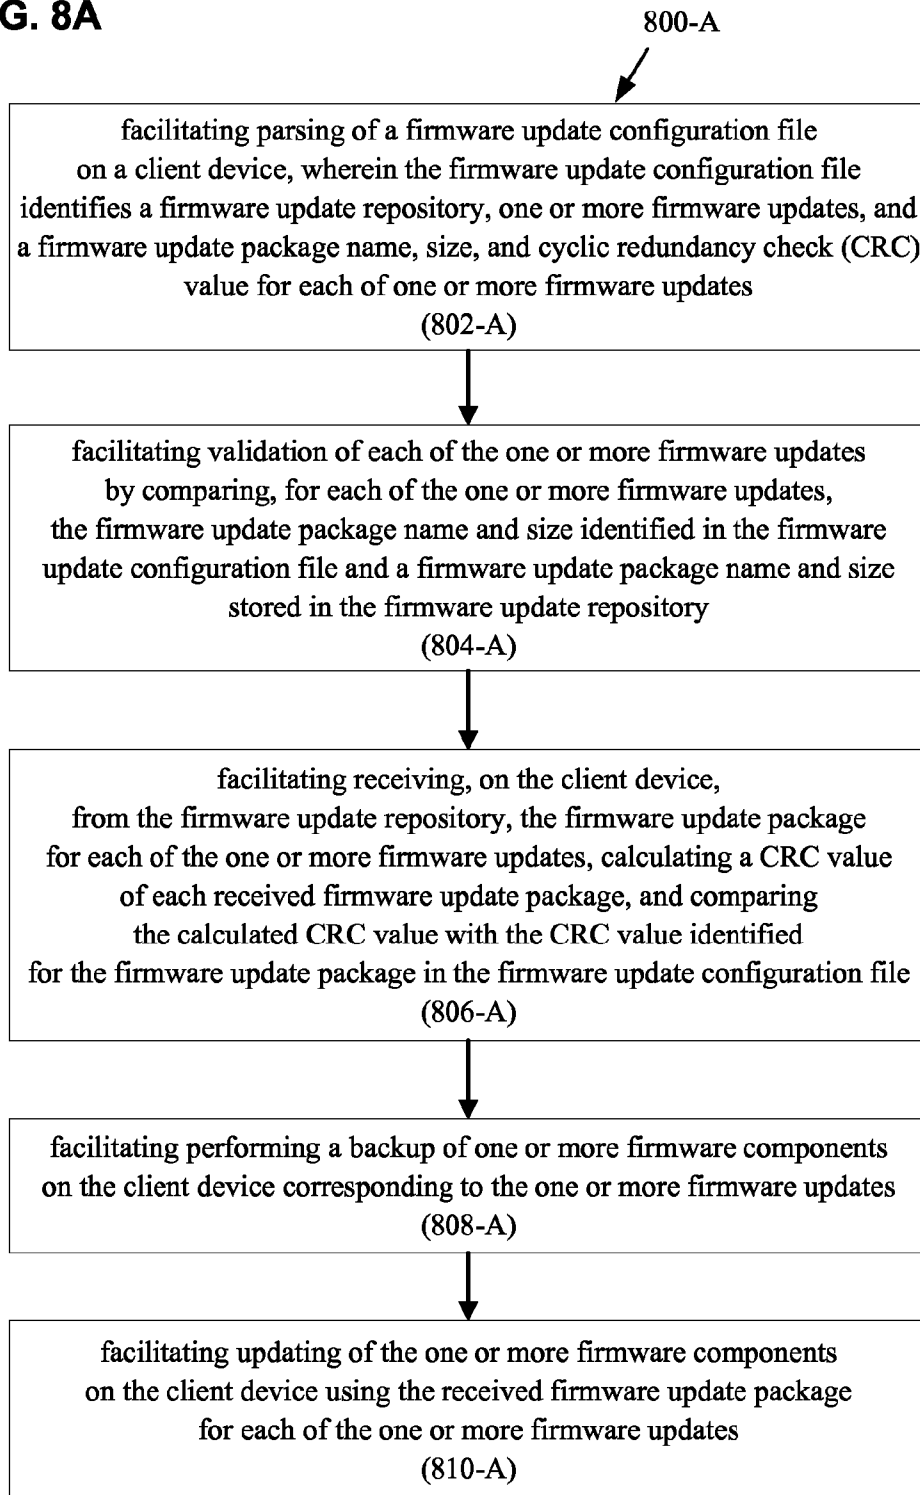 G. 8A
800-A
facilitating parsing of a firmware update configuration file
on a client device, wherein the firmware update configuration file
identifies a firmware update repository, one or more firmware updates, and
a firmware update package name, size, and cyclic redundancy check (CRC)
value for each of one or more firmware updates
(802-A)
facilitating validation of each of the one or more firmware updates
by comparing, for each of the one or more firmware updates,
the firmware update package name and size identified in the firmware
update configuration file and a firmware update package name and size
stored in the firmware update repository
(804-A)
facilitating receiving, on the client device,
from the firmware update repository, the firmware update package
for each of the one or more firmware updates, calculating a CRC value
of each received firmware update package, and comparing
the calculated CRC value with the CRC value identified
for the firmware update package in the firmware update configuration file
(806-A)
facilitating performing a backup of one or more firmware components
on the client device corresponding to the one or more firmware updates
(808-A)
facilitating updating of the one or more firmware components
on the client device using the received firmware update package
for each of the one or more firmware updates
(810-A)